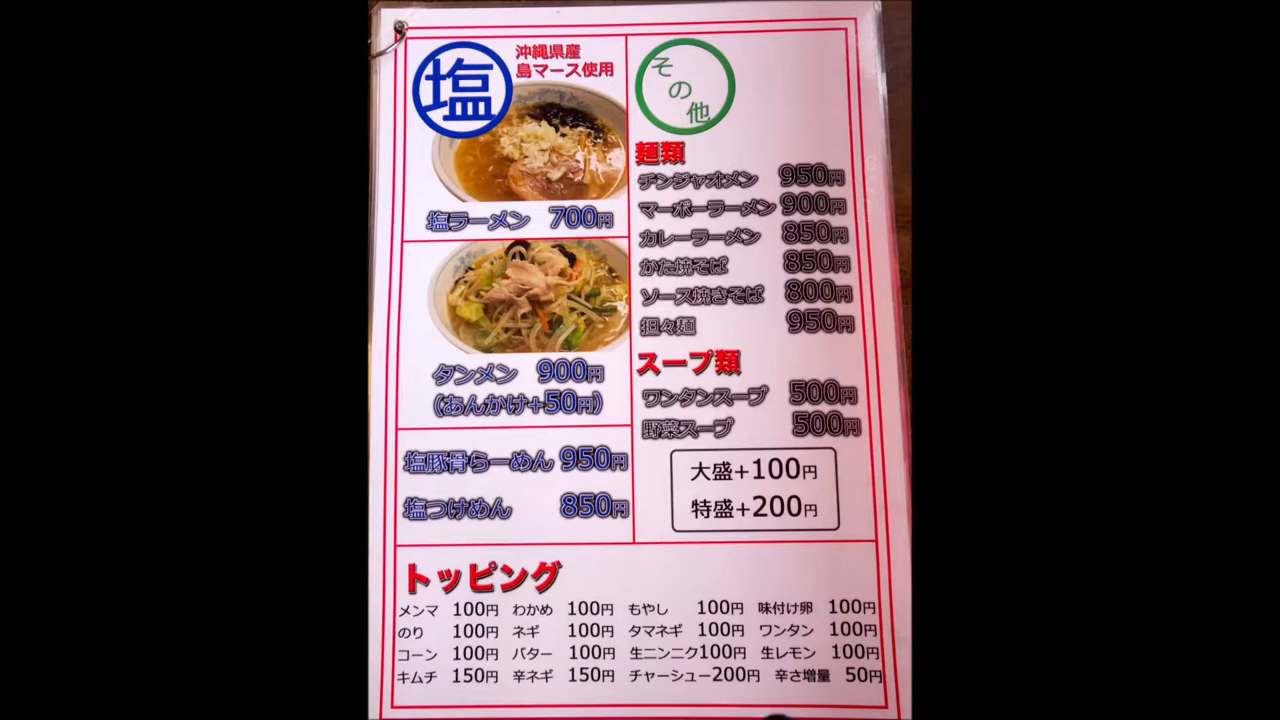 塩
沖縄県産
島マース使用
塩ラーメン 700円
タンメン 900円
(あんかけ+50円)
塩豚骨らーめん 950円
塩つけめん 850円
その他
麺類
チンジャオメン 950円
マーボーラーメン 900円
カレーラーメン 850円
かた焼そば 850円
ソース焼きそば 800円
担々麺 950円
スープ類
ワンタンスープ 500円
野菜スープ 500円
大盛+100円
特盛+200円
トッピング
メンマ 100円 わかめ 100円 もやし 100円 味付け卵 100円
のり 100円 ネギ 100円 タマネギ 100円 ワンタン 100円
コーン 100円 バター 100円 生ニンニク100円 生レモン 100円
キムチ 150円 辛ネギ 150円 チャーシュー200円 辛さ増量 50円